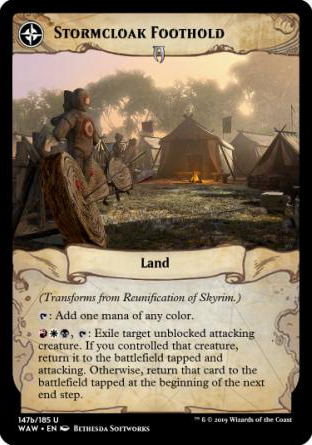 Stormcloak Foothold
Land
(Transforms from Reunification of Skyrim.)
: Add one mana of any color.
, : Exile target unblocked attacking
creature. If you controlled that creature,
return it to the battlefield tapped and
attacking. Otherwise, return that card to the
battlefield tapped at the beginning of the next
end step.
147b/185 U
WAW • EN Bethesda Softworks
™ & © 2019 Wizards of the Coast